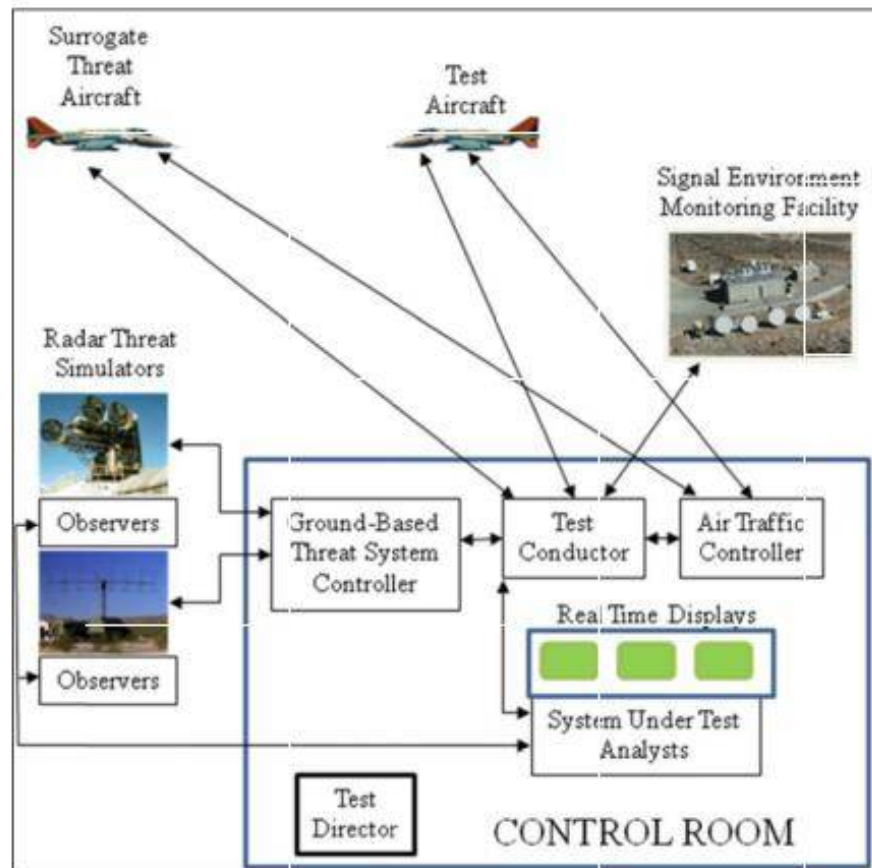 Surrogate
Threat
Aircraft
Test
Aircraft
Signal Environment
Monitoring Facility
Radar Threat
Simulators
Observers
Observers
Ground-Based
Threat System
Controller
Test
Conductor
Air Traffic
Controller
Real Time Displays
System Under Test
Analysts
Test
Director
CONTROL ROOM